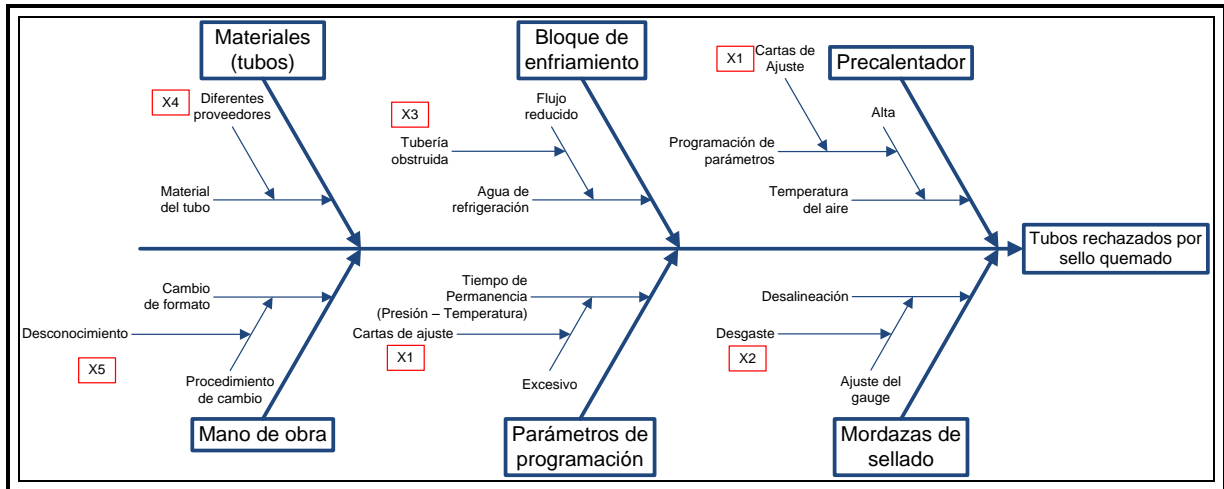 Materiales
(tubos)
Bloque de
enfriamiento
Precalentador
X1
Cartas de
Ajuste
X4
Diferentes
proveedores
X3
Flujo
reducido
Alta
Tubería
obstruida
Programación de
parámetros
Material
del tubo
Agua de
refrigeración
Temperatura
del aire
Tubos rechazados por
sello quemado
Cambio
de formato
Tiempo de
Permanencia
(Presión – Temperatura)
Desalineación
Desconocimiento
Cartas de ajuste
Desgaste
X5
X1
X2
Procedimiento
de cambio
Excesivo
Ajuste del
gauge
Mano de obra
Parámetros de
programación
Mordazas de
sellado